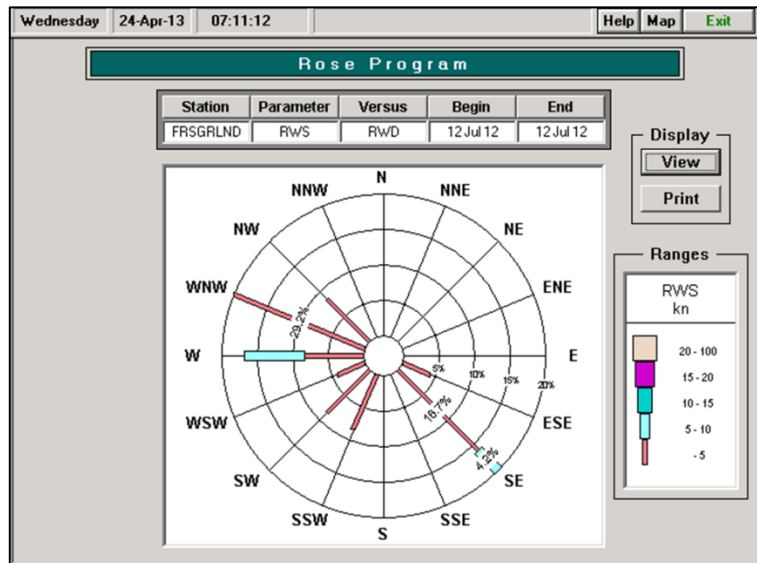 Wednesday 24-Apr-13 07:11:12 Help Map Exit
Rose Program
Station Parameter Versus Begin End
FRSGRLND RWS RWD 12 Jul 12 12 Jul 12
Display
View
Print
N
NNW NNE
NW NE
WNW ENE
29.2%
W E
5% 10% 15% 20%
16.7%
WSW ESE
4.2%
SW SE
SSW SSE
S
Ranges
RWS
kn
20 - 100
15 - 20
10 - 15
5 - 10
- 5